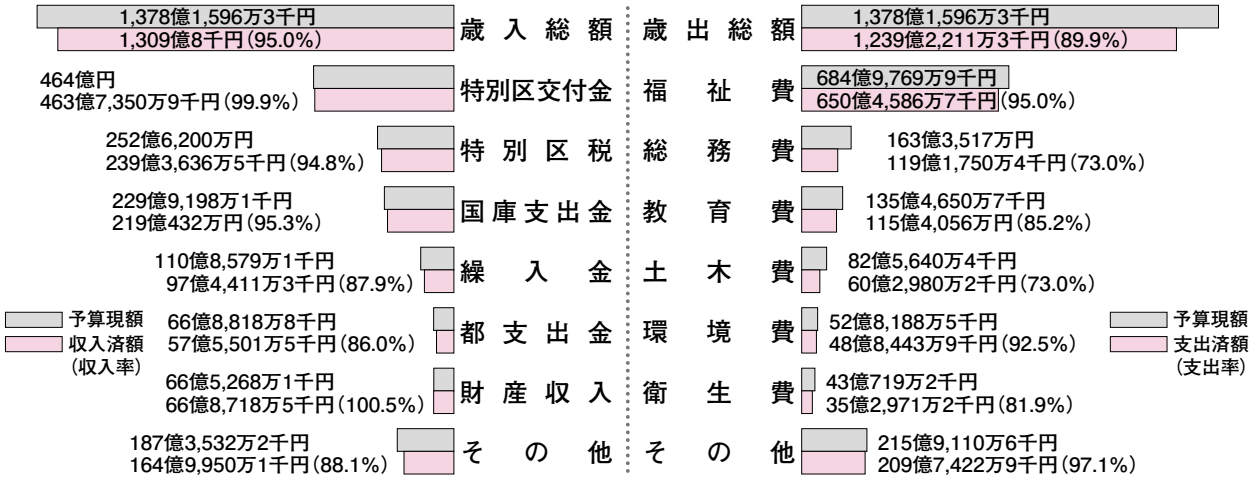 1,378億1,596万3千円
1,309億8千円(95.0%)
歳入総額
歳出総額
1,378億1,596万3千円
1,239億2,211万3千円(89.9%)
464億円
463億7,350万9千円(99.9%)
特別区交付金
福祉費
684億9,769万9千円
650億4,586万7千円(95.0%)
252億6,200万円
239億3,636万5千円(94.8%)
特別区税
総務費
163億3,517万円
119億1,750万4千円(73.0%)
229億9,198万1千円
219億432万円(95.3%)
国庫支出金
教育費
135億4,650万7千円
115億4,056万円(85.2%)
110億8,579万1千円
97億4,411万3千円(87.9%)
繰入金
土木費
82億5,640万4千円
60億2,980万2千円(73.0%)
予算現額
収入済額
(収入率)
66億8,818万8千円
57億5,501万5千円(86.0%)
都支出金
環境費
52億8,188万5千円
48億8,443万9千円(92.5%)
予算現額
支出済額
(支出率)
66億5,268万1千円
66億8,718万5千円(100.5%)
財産収入
衛生費
43億719万2千円
35億2,971万2千円(81.9%)
187億3,532万2千円
164億9,950万1千円(88.1%)
その他
その他
215億9,110万6千円
209億7,422万9千円(97.1%)